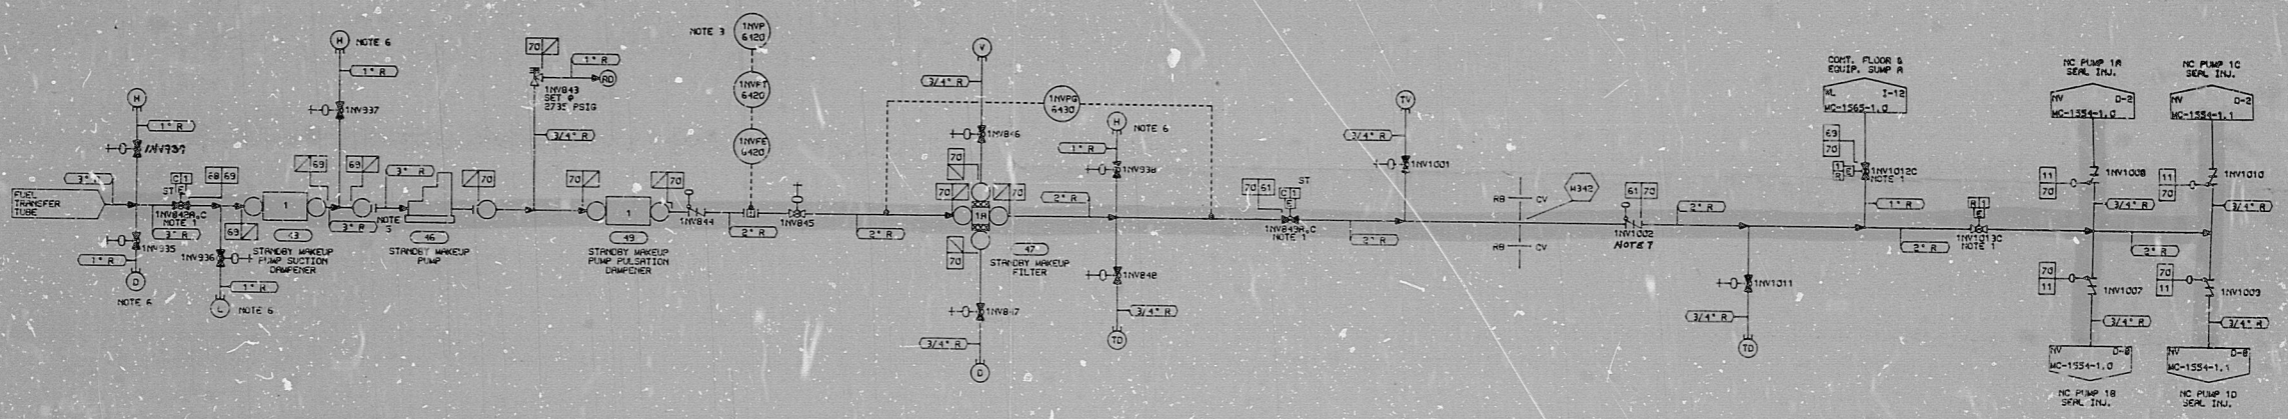 FUEL
TRANSFER
TUBE
3" R
H
1" R
1NV939
ST
C 1
E
1NV842A,C
NOTE 1
3" R
1NV935
1" R
D
NOTE 6
68 69
1NV936
1" R
L
NOTE 6
69
1
43
STANDBY MAKEUP
PUMP SUCTION
DAMPENER
69
H
NOTE 6
1" R
1NV937
69
3" R
NOTE
5
3" R
46
STANDBY MAKEUP
PUMP
70
70
1" R
RD
1NV843
SET @
2735 PSIG
3/4" R
70
1
49
STANDBY MAKEUP
PUMP PULSATION
DAMPENER
70
1NV844
NOTE 3
1NVP
6420
1NVFT
6420
1NVFE
6420
2" R
1NV845
2" R
V
3/4" R
1NV846
70
70
1A
70
70
47
STANDBY MAKEUP
FILTER
1NV847
3/4" R
D
1NVPG
6430
H
NOTE 6
1" R
1NV938
2" R
1NV848
3/4" R
TD
70 61
C 1
E
ST
1NV849A,C
NOTE 1
2" R
TV
3/4" R
1NV1001
RB
CV
RB
CV
M342
61 70
1NV1002
NOTE 7
2" R
1NV1011
3/4" R
TD
CONT. FLOOR &
EQUIP. SUMP A
WL I-12
MC-1565-1.0
69
70
1NV1012C
NOTE 1
1" R
2" R
1NV1013C
NOTE 1
NC PUMP 1A
SEAL INJ.
NV D-2
MC-1554-1.0
11
70
1NV1008
3/4" R
NC PUMP 1C
SEAL INJ.
NV D-2
MC-1554-1.1
11
70
1NV1010
3/4" R
2" R
70
11
1NV1007
3/4" R
NV D-8
MC-1554-1.0
NC PUMP 1B
SEAL INJ.
70
11
1NV1009
3/4" R
NV D-8
MC-1554-1.1
NC PUMP 1D
SEAL INJ.